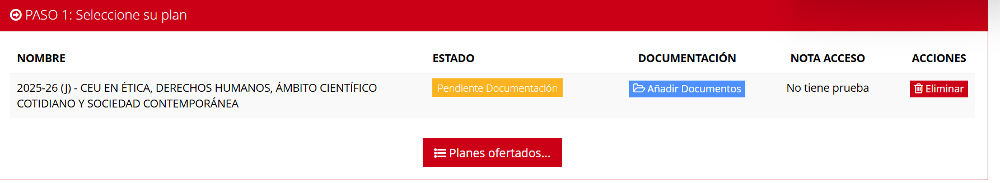 PASO 1: Seleccione su plan
NOMBRE ESTADO DOCUMENTACIÓN NOTA ACCESO ACCIONES
2025-26 (J) - CEU EN ÉTICA, DERECHOS HUMANOS, ÁMBITO CIENTÍFICO Pendiente Documentación Añadir Documentos No tiene prueba Eliminar
COTIDIANO Y SOCIEDAD CONTEMPORÁNEA
Planes ofertados...